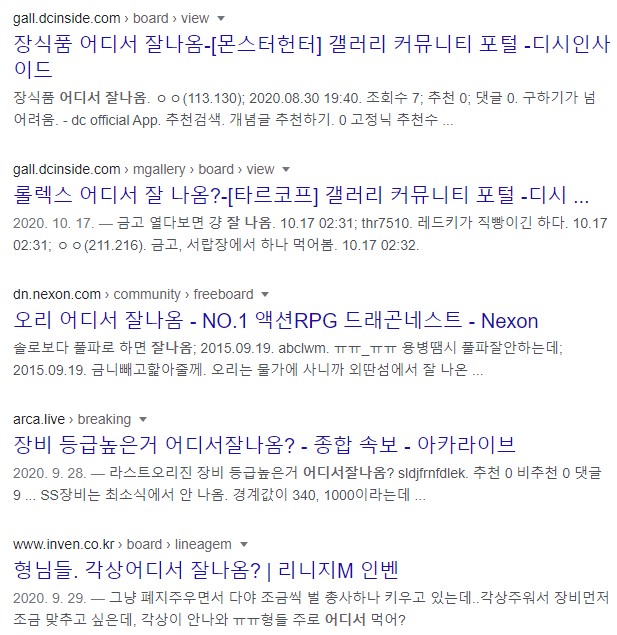 gall.dcinside.com › board › view
장식품 어디서 잘나옴-[몬스터헌터] 갤러리 커뮤니티 포털 -디시인사
이드
장식품 어디서 잘나옴. ㅇㅇ(113.130); 2020.08.30 19:40. 조회수 7; 추천 0; 댓글 0. 구하기가 넘
어려움. - dc official App. 추천검색. 개념글 추천하기. 0 고정닉 추천수 ...
gall.dcinside.com › mgallery › board › view
롤렉스 어디서 잘 나옴?-[타르코프] 갤러리 커뮤니티 포털 -디시 ...
2020. 10. 17. — 금고 열다보면 걍 잘 나옴. 10.17 02:31; thr7510. 레드키가 직빵이긴 하다. 10.17
02:31; ㅇㅇ(211.216). 금고, 서랍장에서 하나 먹어봄. 10.17 02:32.
dn.nexon.com › community › freeboard
오리 어디서 잘나옴 - NO.1 액션RPG 드래곤네스트 - Nexon
솔로보다 풀파로 하면 잘나옴; 2015.09.19. abclwm. ㅠㅠ_ㅠㅠ 용병땜시 풀파잘안하는데;
2015.09.19. 금니빼고핥아줄께. 오리는 물가에 사니까 외딴섬에서 잘 나온 ...
arca.live › breaking
장비 등급높은거 어디서잘나옴? - 종합 속보 - 아카라이브
2020. 9. 28. — 라스트오리진 장비 등급높은거 어디서잘나옴? sldjfrnfdlek. 추천 0 비추천 0 댓글
9 ... SS장비는 최소식에서 안 나옴. 경계값이 340, 1000이라는데 ...
www.inven.co.kr › board › lineagem
형님들. 각상어디서 잘나옴? | 리니지M 인벤
2020. 9. 29. — 그냥 폐지주우면서 다야 조금씩 벌 총사하나 키우고 있는데..각상주워서 장비먼저
조금 맞추고 싶은데, 각상이 안나와 ㅠㅠ형들 주로 어디서 먹어?